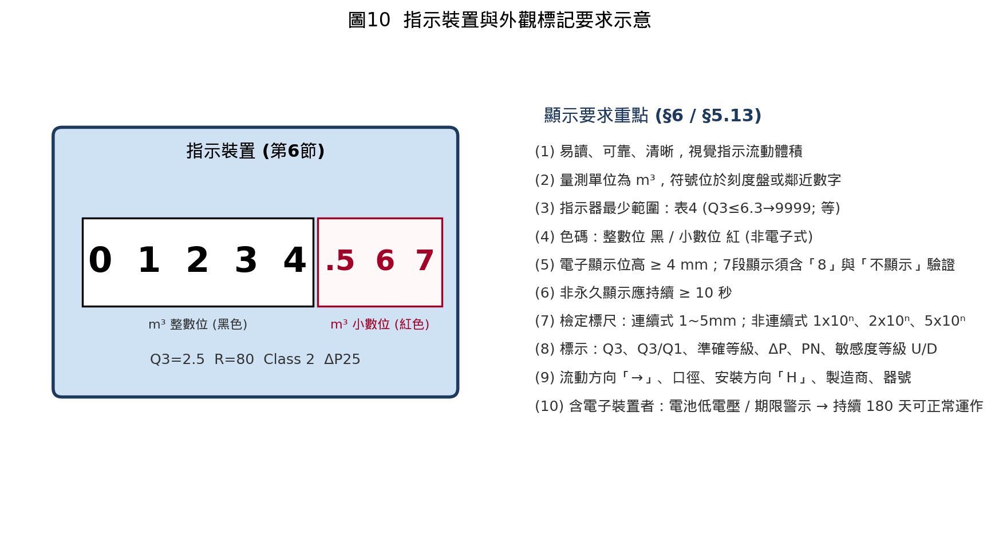 圖10 指示裝置與外觀標記要求示意
指示裝置 (第6節)
0 1 2 3 4 .5 6 7
m³ 整數位 (黑色) m³ 小數位 (紅色)
Q3=2.5 R=80 Class 2 ΔP25
顯示要求重點 (§6 / §5.13)
(1) 易讀、可靠、清晰，視覺指示流動體積
(2) 量測單位為 m³，符號位於刻度盤或鄰近數字
(3) 指示器最少範圍：表4 (Q3≤6.3→9999; 等)
(4) 色碼：整數位 黑 / 小數位 紅 (非電子式)
(5) 電子顯示位高 ≥ 4 mm；7段顯示須含「8」與「不顯示」驗證
(6) 非永久顯示應持續 ≥ 10 秒
(7) 檢定標尺：連續式 1~5mm；非連續式 1x10ⁿ、2x10ⁿ、5x10ⁿ
(8) 標示：Q3、Q3/Q1、準確等級、ΔP、PN、敏感度等級 U/D
(9) 流動方向「→」、口徑、安裝方向「H」、製造商、器號
(10) 含電子裝置者：電池低電壓 / 期限警示 → 持續 180 天可正常運作